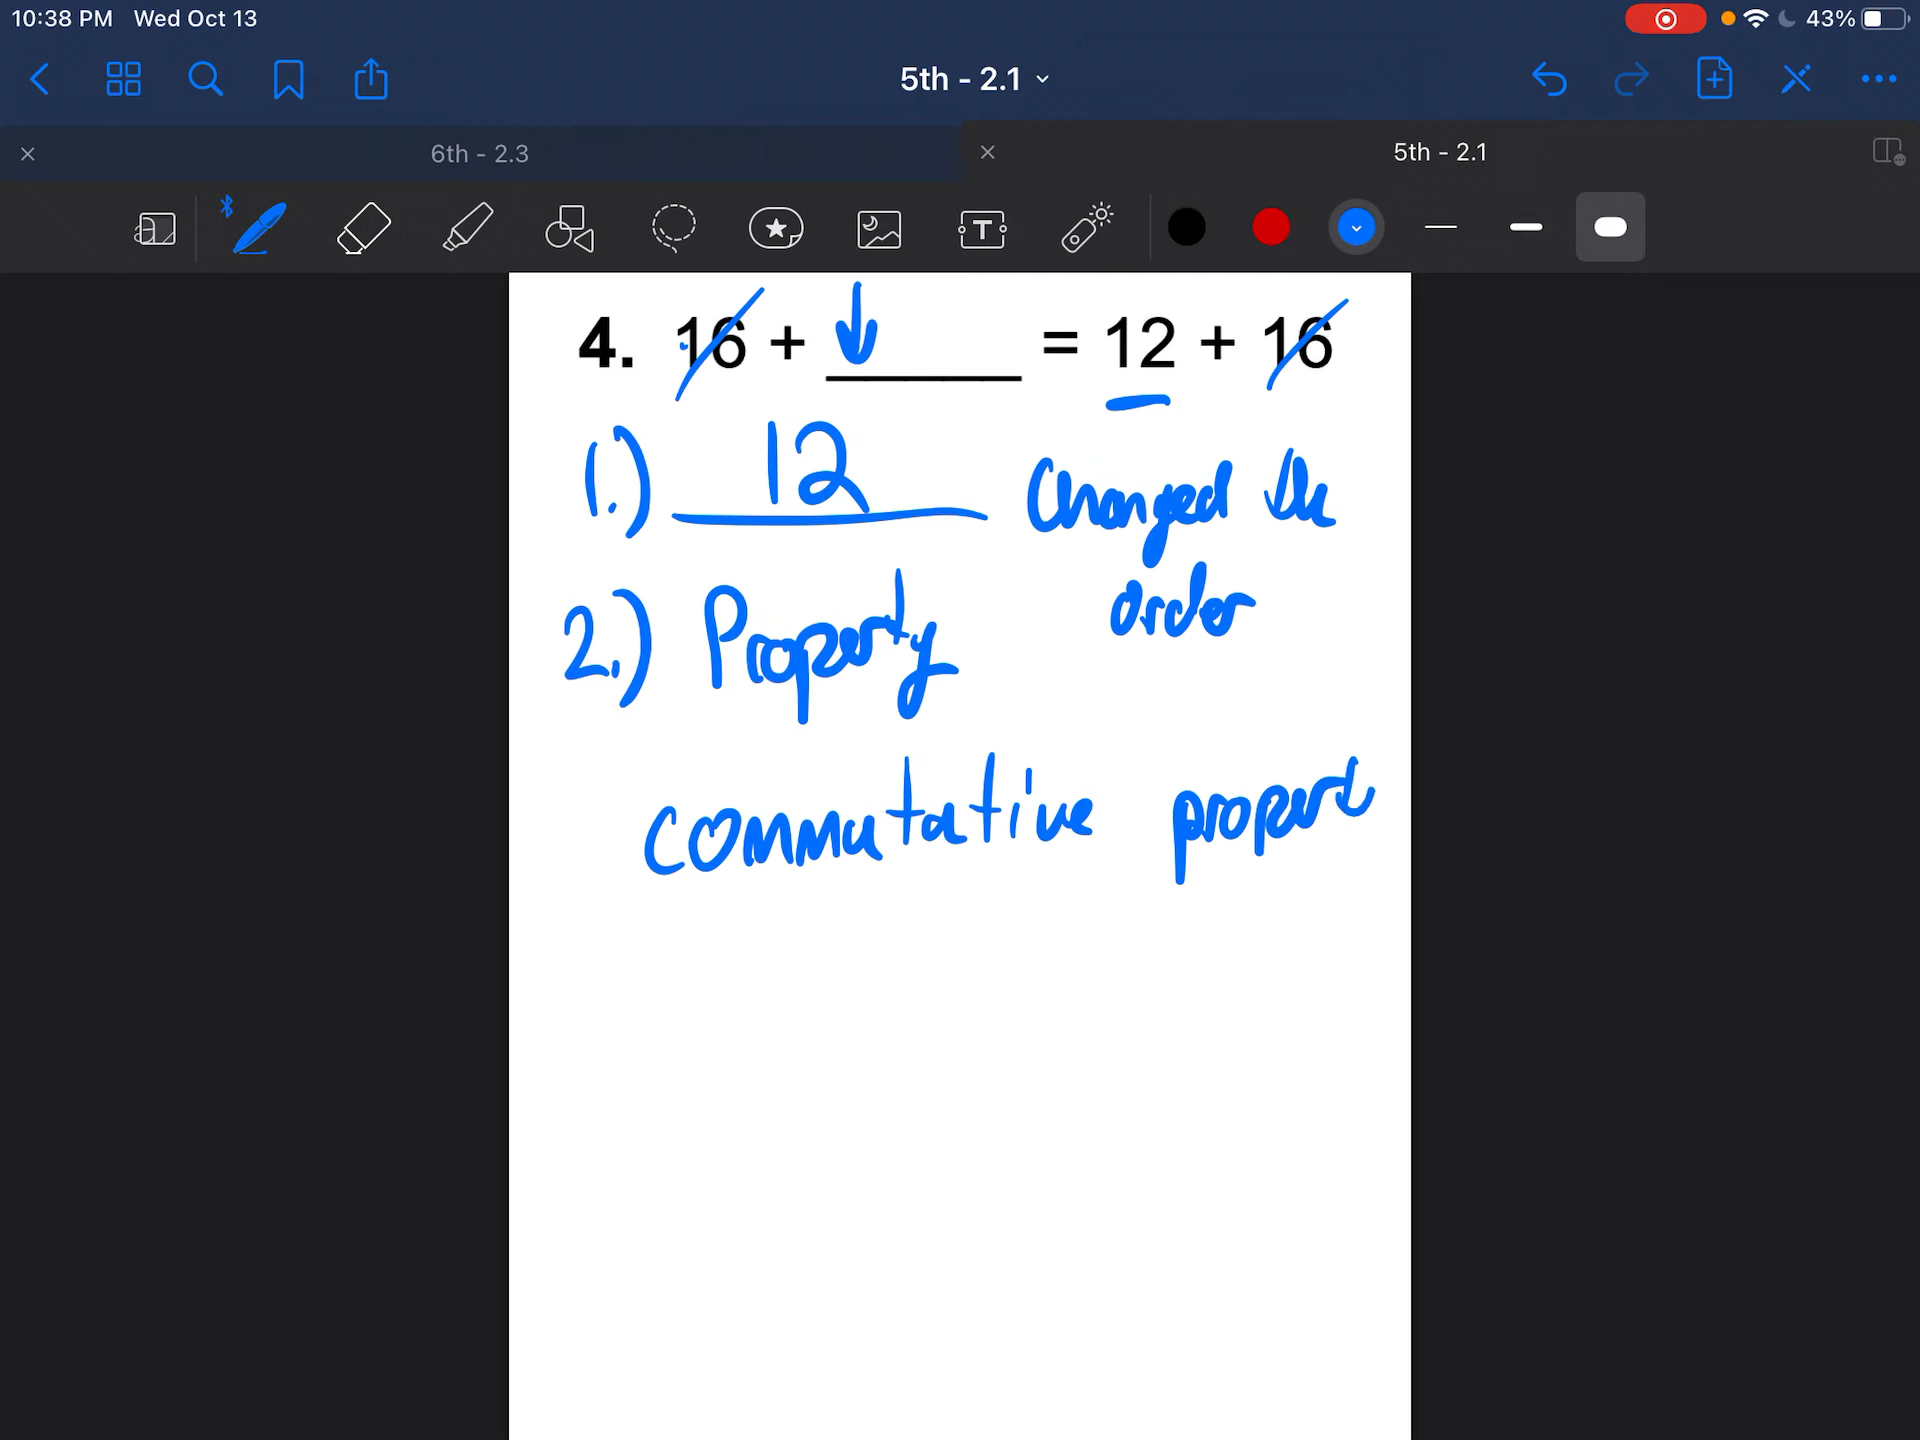 10:38 PM Wed Oct 13 43%
5th - 2.1
6th - 2.3 5th - 2.1
4. 16 + ______ = 12 + 16
1.) 12 Changed the
order
2.) Property
commutative propert